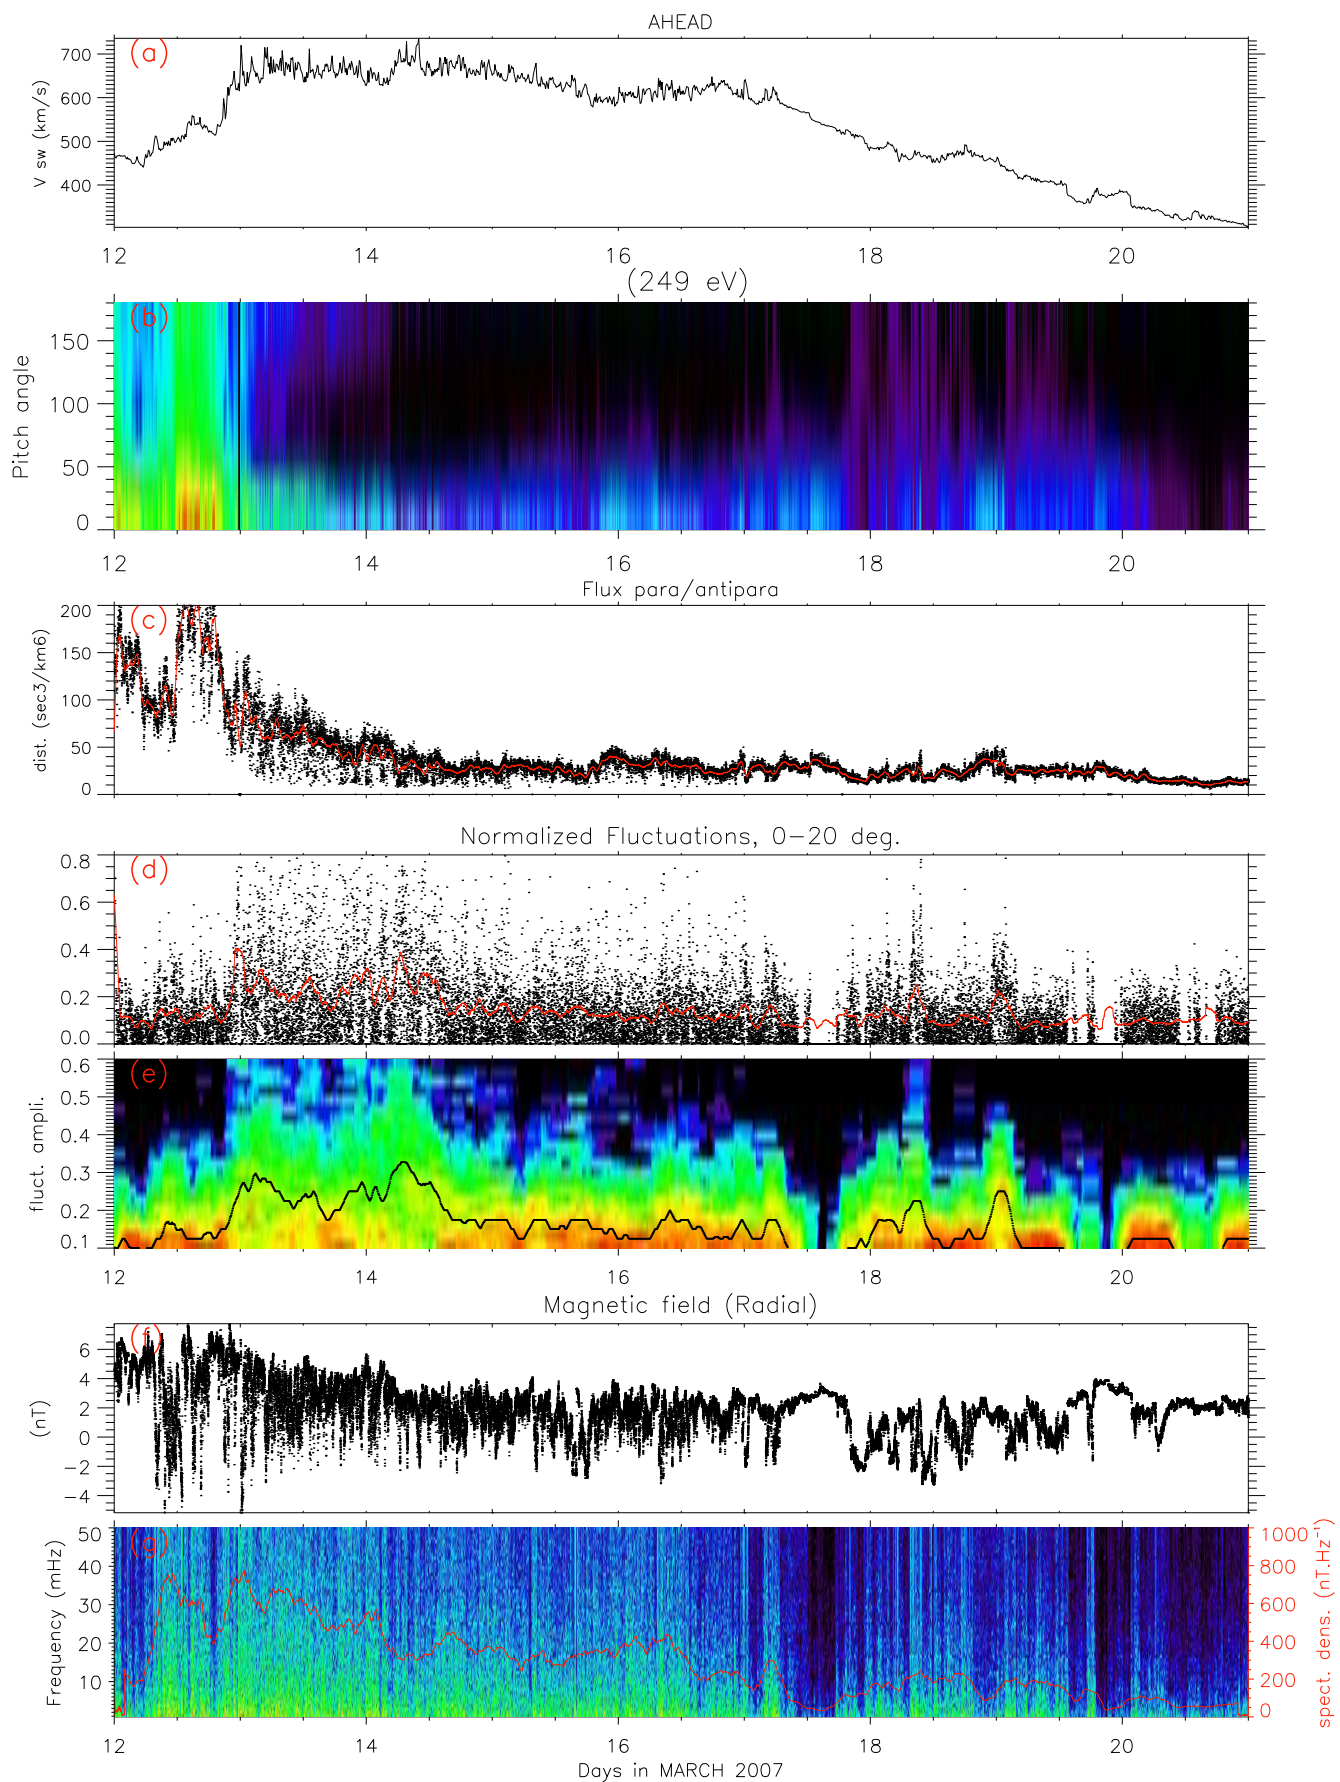 AHEAD
(a)
V sw (km/s)
700
600
500
400
12 14 16 18 20
(249 eV)
(b)
Pitch angle
150
100
50
0
12 14 16 18 20
Flux para/antipara
(c)
dist. (sec3/km6)
200
150
100
50
0
Normalized Fluctuations, 0-20 deg.
(d)
0.8
0.6
0.4
0.2
0.0
(e)
fluct. ampli.
0.6
0.5
0.4
0.3
0.2
0.1
12 14 16 18 20
Magnetic field (Radial)
(f)
(nT)
6
4
2
0
-2
-4
(g)
Frequency (mHz)
50
40
30
20
10
1000
800
600
400
200
0
spect. dens. (nT.Hz⁻¹)
12 14 16 18 20
Days in MARCH 2007